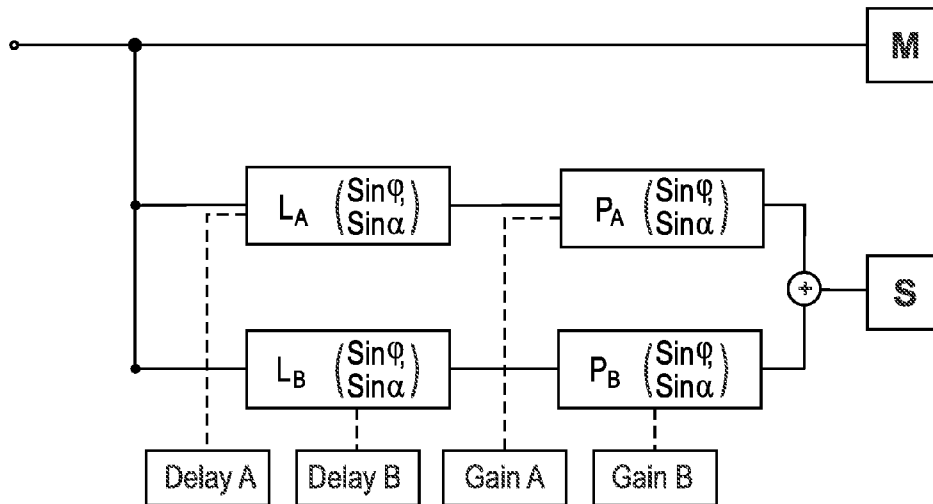 M
L_A (Sinφ, Sinα)
P_A (Sinφ, Sinα)
+
S
L_B (Sinφ, Sinα)
P_B (Sinφ, Sinα)
Delay A
Delay B
Gain A
Gain B